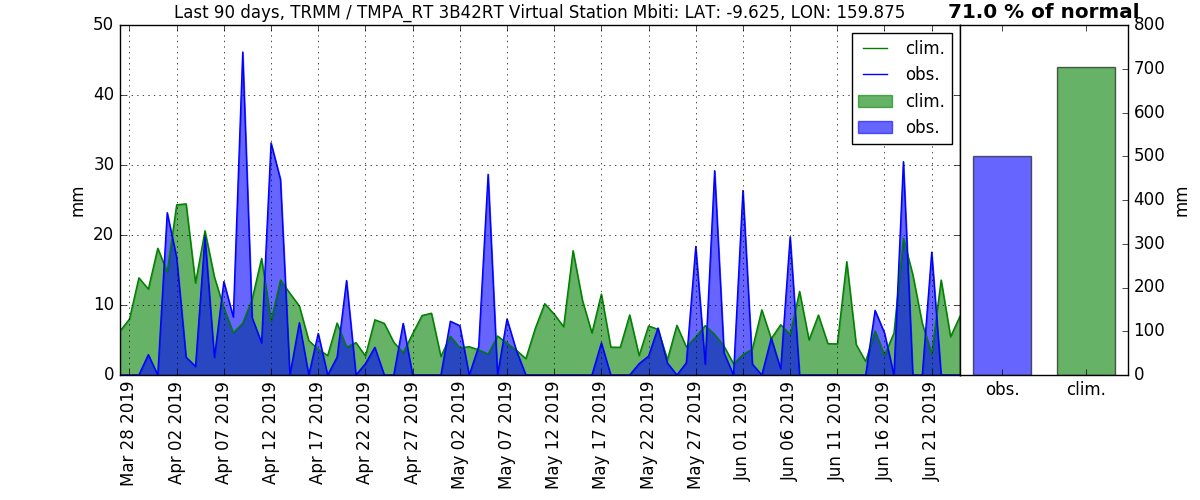 Last 90 days, TRMM / TMPA_RT 3B42RT Virtual Station Mbiti: LAT: -9.625, LON: 159.875
71.0 % of normal
50
40
30
20
10
0
mm
clim.
obs.
clim.
obs.
800
700
600
500
400
300
200
100
0
mm
obs.
clim.
Mar 28 2019
Apr 02 2019
Apr 07 2019
Apr 12 2019
Apr 17 2019
Apr 22 2019
Apr 27 2019
May 02 2019
May 07 2019
May 12 2019
May 17 2019
May 22 2019
May 27 2019
Jun 01 2019
Jun 06 2019
Jun 11 2019
Jun 16 2019
Jun 21 2019